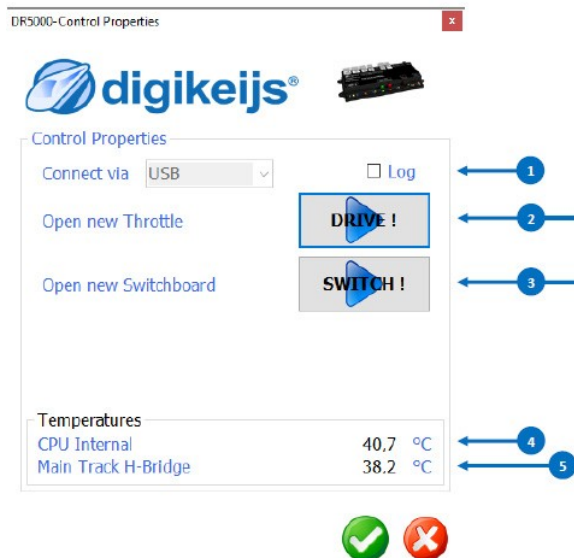 DR5000-Control Properties x
digikeijs®
Control Properties
Connect via USB Log 1
Open new Throttle DRIVE ! 2
Open new Switchboard SWITCH ! 3
Temperatures
CPU Internal 40,7 °C 4
Main Track H-Bridge 38,2 °C 5